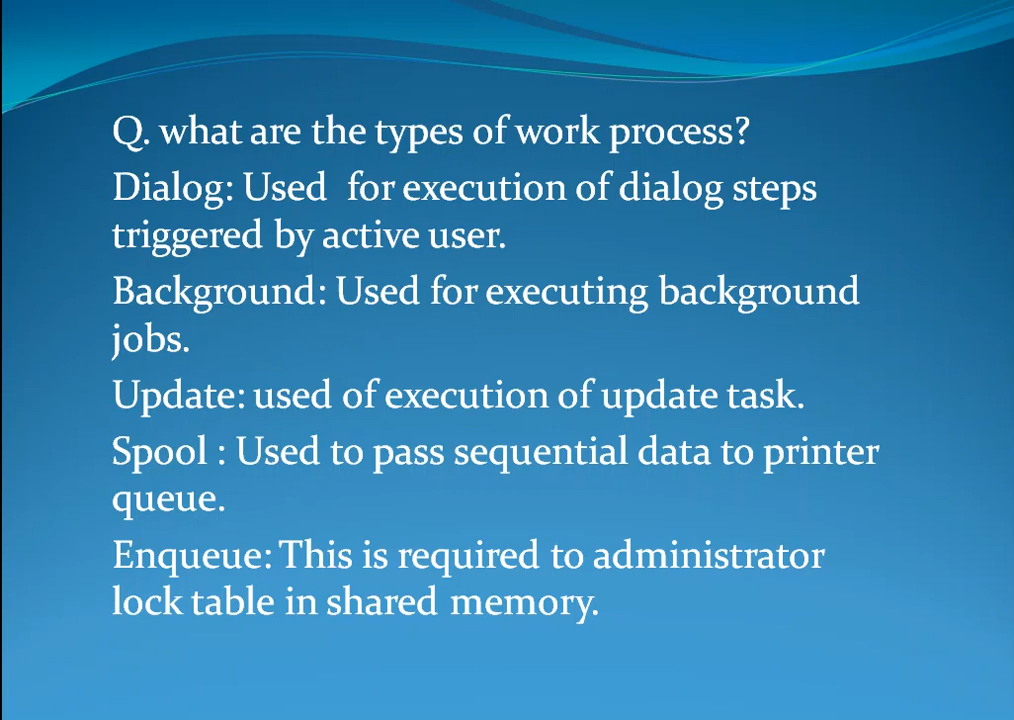 Q. what are the types of work process?
Dialog: Used  for execution of dialog steps
triggered by active user.
Background: Used for executing background
jobs.
Update: used of execution of update task.
Spool : Used to pass sequential data to printer
queue.
Enqueue: This is required to administrator
lock table in shared memory.